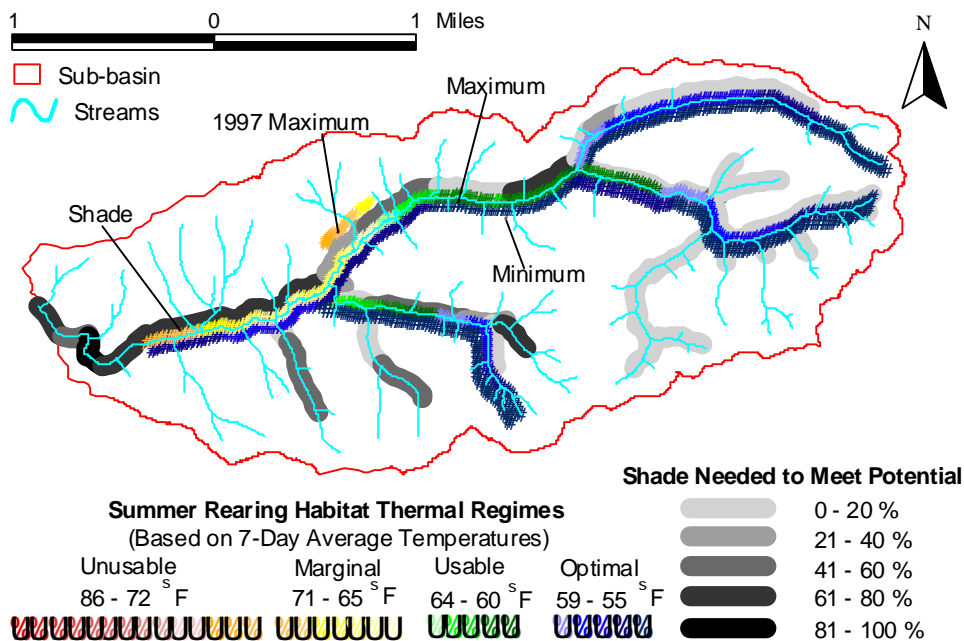 1 0 1 Miles
N
Sub-basin
Streams
Maximum
1997 Maximum
Shade
Minimum
Shade Needed to Meet Potential
0 - 20 %
21 - 40 %
41 - 60 %
61 - 80 %
81 - 100 %
Summer Rearing Habitat Thermal Regimes
(Based on 7-Day Average Temperatures)
Unusable Marginal Usable Optimal
86 - 72 s F 71 - 65 s F 64 - 60 s F 59 - 55 s F